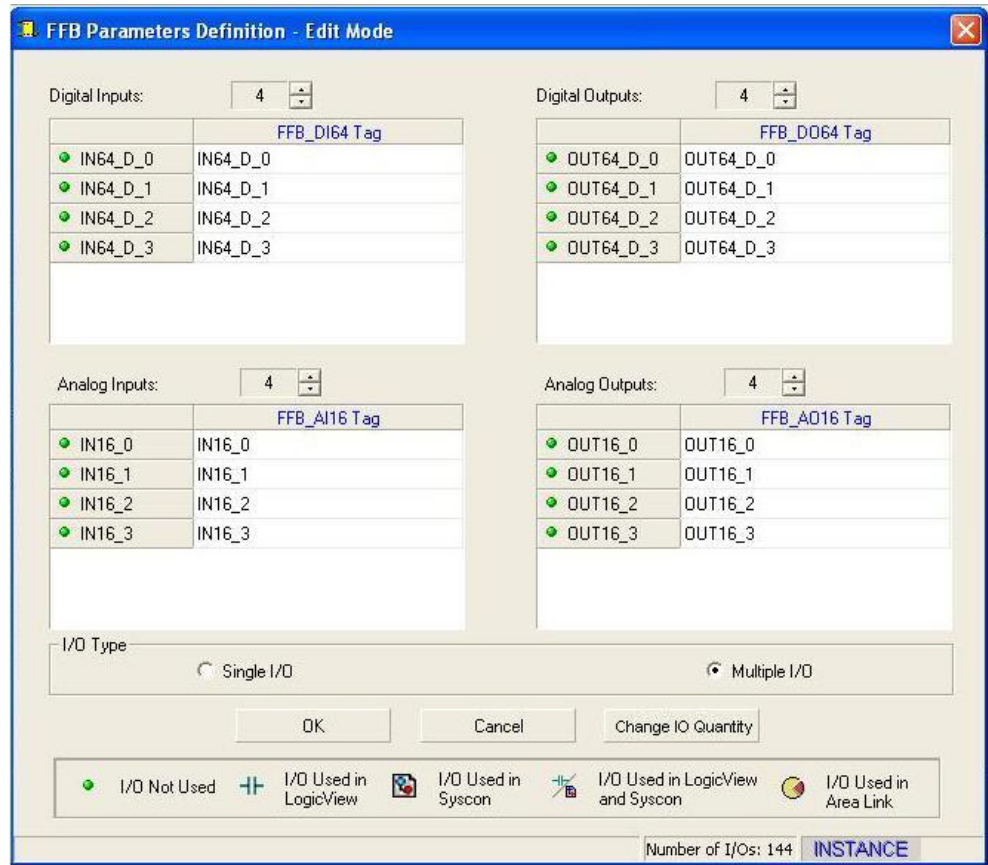 FFB Parameters Definition - Edit Mode
Digital Inputs: 4
FFB_DI64 Tag
IN64_D_0 IN64_D_0
IN64_D_1 IN64_D_1
IN64_D_2 IN64_D_2
IN64_D_3 IN64_D_3
Digital Outputs: 4
FFB_DO64 Tag
OUT64_D_0 OUT64_D_0
OUT64_D_1 OUT64_D_1
OUT64_D_2 OUT64_D_2
OUT64_D_3 OUT64_D_3
Analog Inputs: 4
FFB_AI16 Tag
IN16_0 IN16_0
IN16_1 IN16_1
IN16_2 IN16_2
IN16_3 IN16_3
Analog Outputs: 4
FFB_AO16 Tag
OUT16_0 OUT16_0
OUT16_1 OUT16_1
OUT16_2 OUT16_2
OUT16_3 OUT16_3
I/O Type
Single I/O
Multiple I/O
OK
Cancel
Change IO Quantity
I/O Not Used
I/O Used in
LogicView
I/O Used in
Syscon
I/O Used in LogicView
and Syscon
I/O Used in
Area Link
Number of I/Os: 144
INSTANCE